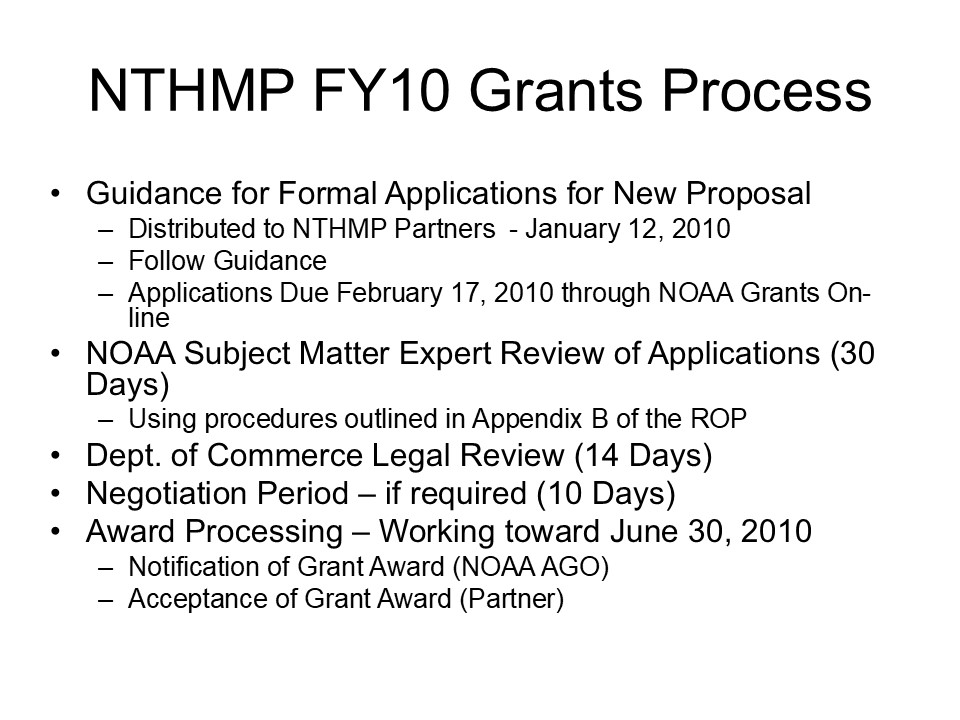 NTHMP FY10 Grants Process
• Guidance for Formal Applications for New Proposal
– Distributed to NTHMP Partners  - January 12, 2010
– Follow Guidance
– Applications Due February 17, 2010 through NOAA Grants On-
line
• NOAA Subject Matter Expert Review of Applications (30
Days)
– Using procedures outlined in Appendix B of the ROP
• Dept. of Commerce Legal Review (14 Days)
• Negotiation Period – if required (10 Days)
• Award Processing – Working toward June 30, 2010
– Notification of Grant Award (NOAA AGO)
– Acceptance of Grant Award (Partner)